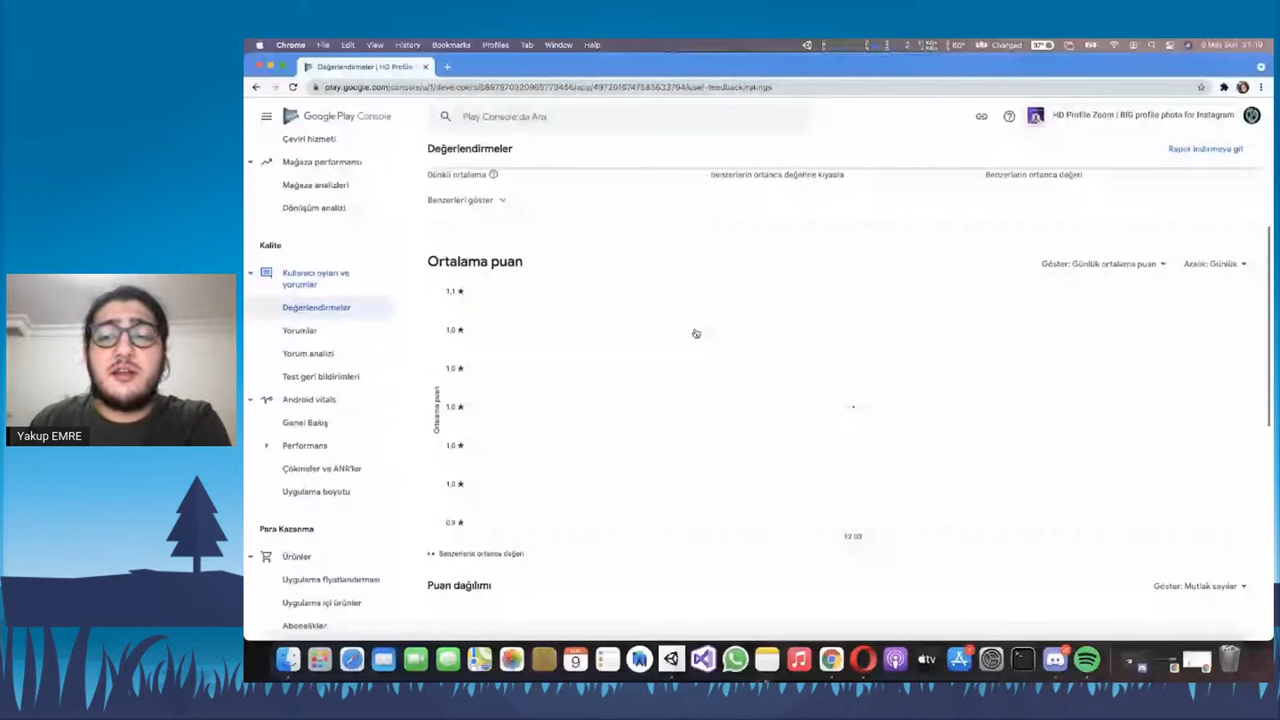 Chrome File Edit View History Bookmarks Profiles Tab Window Help
Charged
Değerlendirmeler | HD Profile
Google Play Console
Play Console'da Ara
HD Profile Zoom | BIG profile photo for Instagram
Çeviri hizmeti
Mağaza performansı
Mağaza analizleri
Dönüşüm analizi
Kalite
Kullanıcı oyları ve
yorumlar
Değerlendirmeler
Yorumlar
Yorum analizi
Test geri bildirimleri
Android vitals
Genel Bakış
Performans
Çökmeler ve ANR'ler
Uygulama boyutu
Para Kazanma
Ürünler
Uygulama fiyatlandırması
Uygulama içi ürünler
Abonelikler
Değerlendirmeler
Rapor indirmeye git
Dünkü ortalama
benzerlerin ortanca değerine kıyasla
Benzerlerin ortanca değeri
Benzerleri göster
Ortalama puan
Göster: Günlük ortalama puan
Aralık: Günlük
1,1 ★
1,0 ★
1,0 ★
1,0 ★
1,0 ★
1,0 ★
0,9 ★
Ortalama puan
12:00
Benzerlerin ortanca değeri
Puan dağılımı
Göster: Mutlak sayılar
Yakup EMRE
9
tv